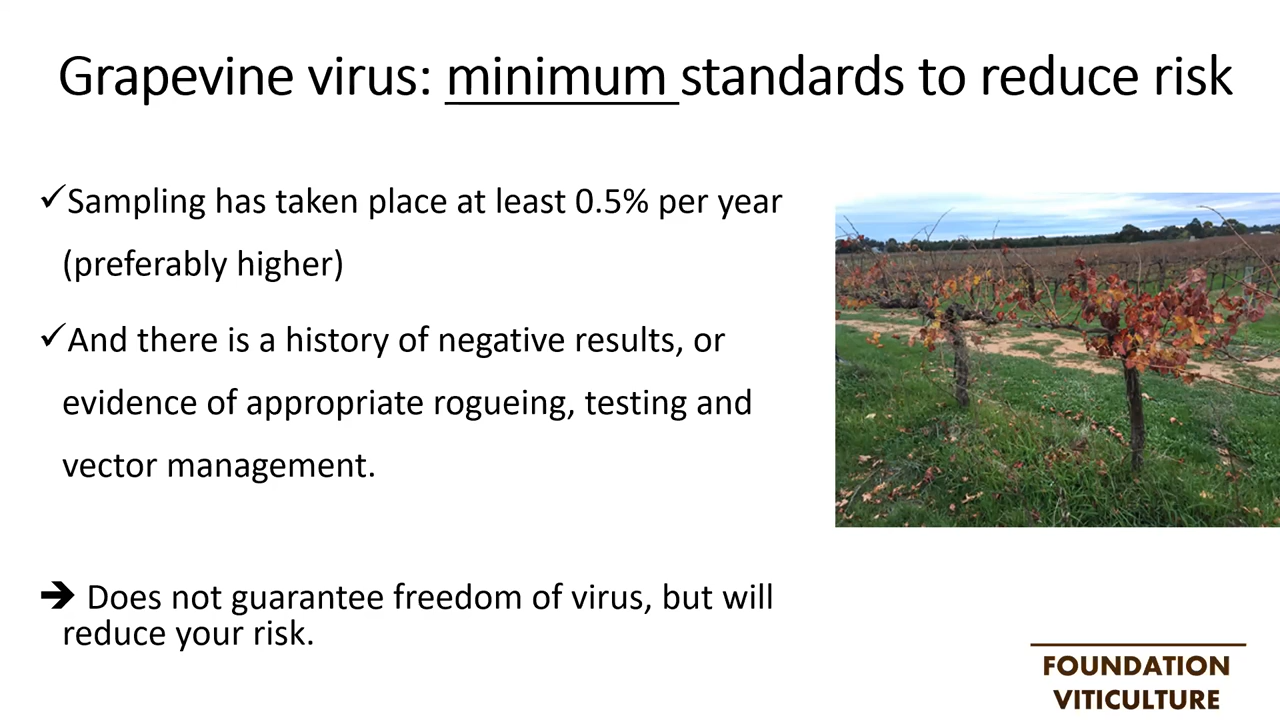 Grapevine virus: minimum standards to reduce risk
✓Sampling has taken place at least 0.5% per year
(preferably higher)
✓And there is a history of negative results, or
evidence of appropriate rogueing, testing and
vector management.
➔ Does not guarantee freedom of virus, but will
reduce your risk.
FOUNDATION
VITICULTURE